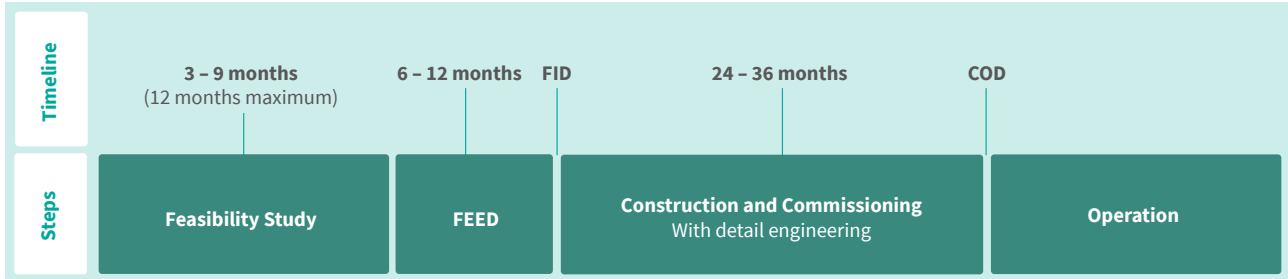 Timeline
3 – 9 months
(12 months maximum)
6 – 12 months
FID
24 – 36 months
COD
Steps
Feasibility Study
FEED
Construction and Commissioning
With detail engineering
Operation